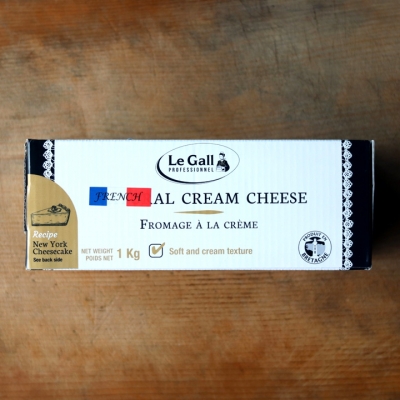 Le Gall
PROFESSIONNEL
FRENCH AL CREAM CHEESE
FROMAGE À LA CRÈME
Recipe
New York
Cheesecake
See back side
NET WEIGHT
POIDS NET
1 Kg
Soft and cream texture
PRODUIT EN
BRETAGNE